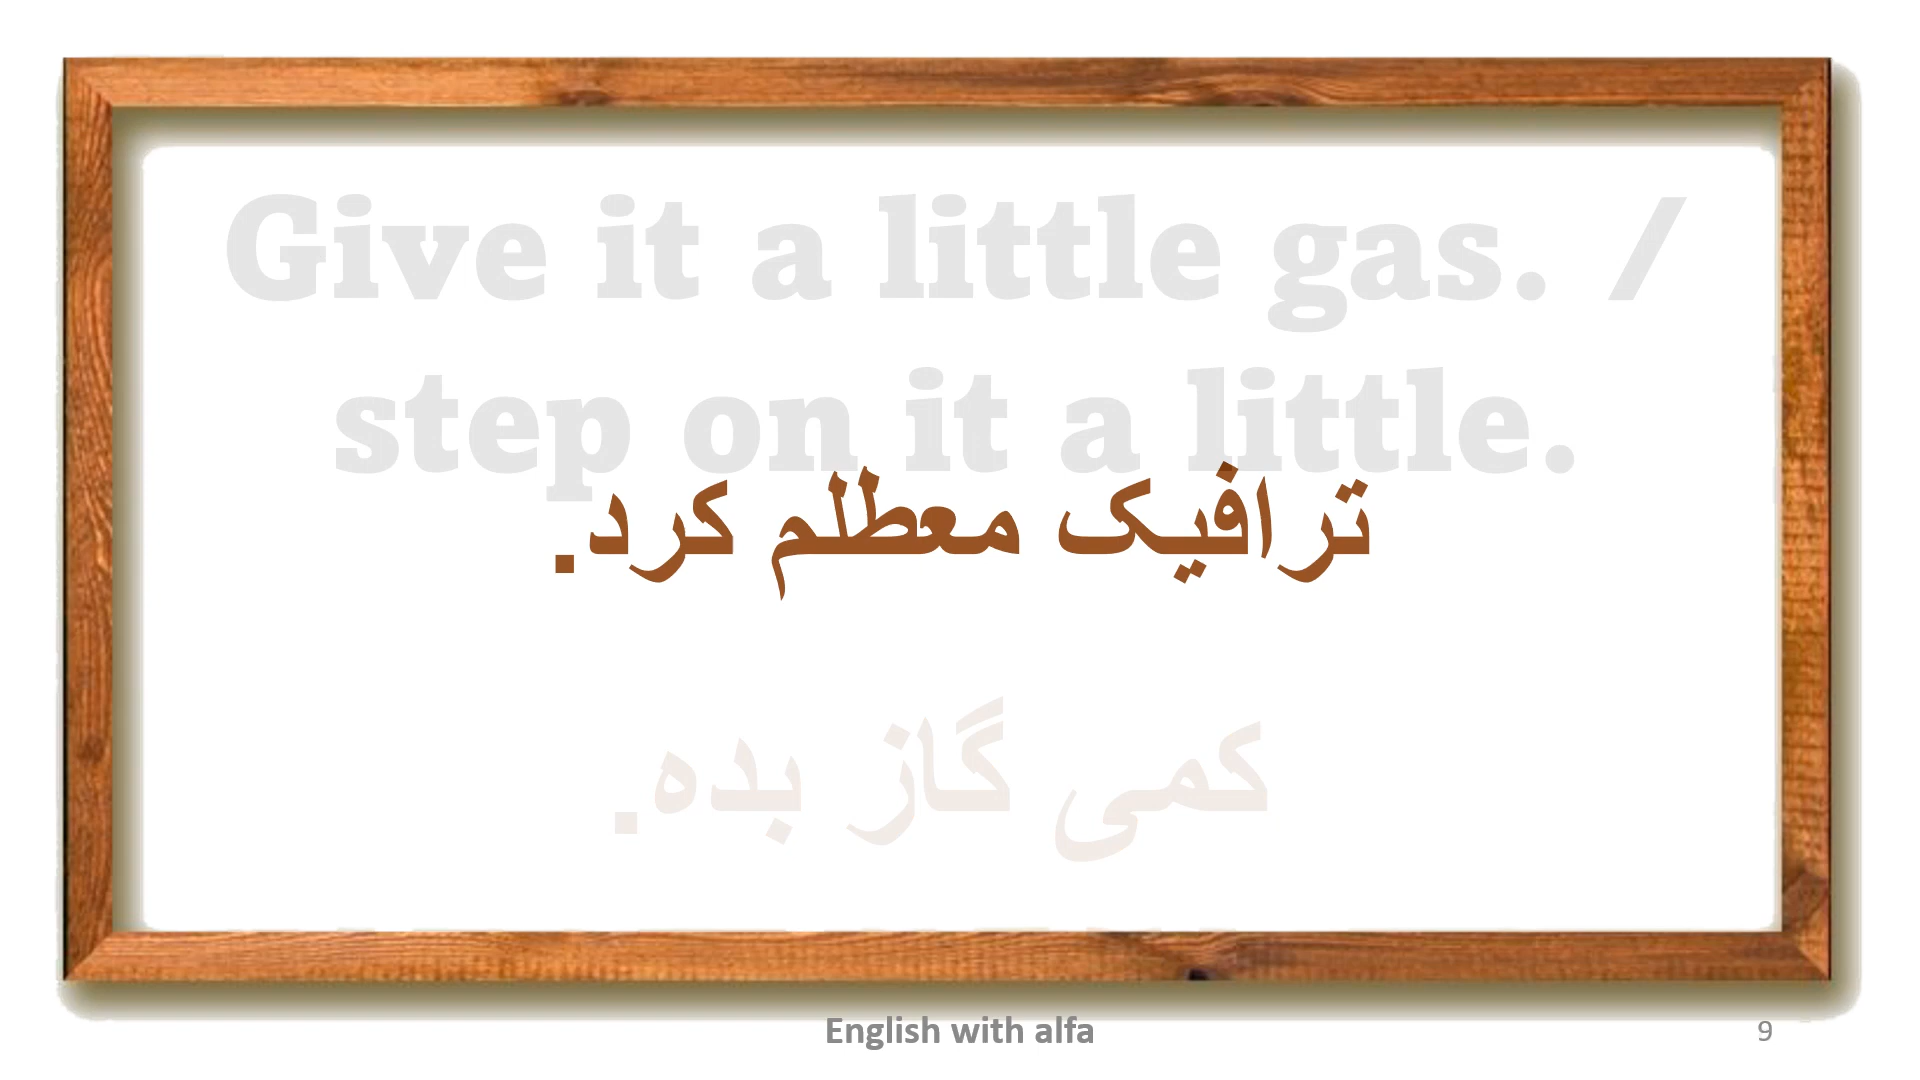 Give it a little gas. /
step on it a little.
ترافیک معطلم کرد.
کمی گاز بده.
English with alfa
9